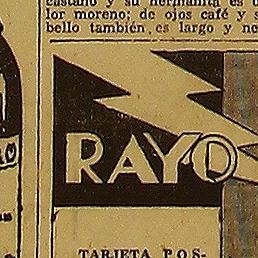 castaño y su hermanita es
lor moreno; de ojos café y
bello también es largo y
RAYO
TARJETA POS-